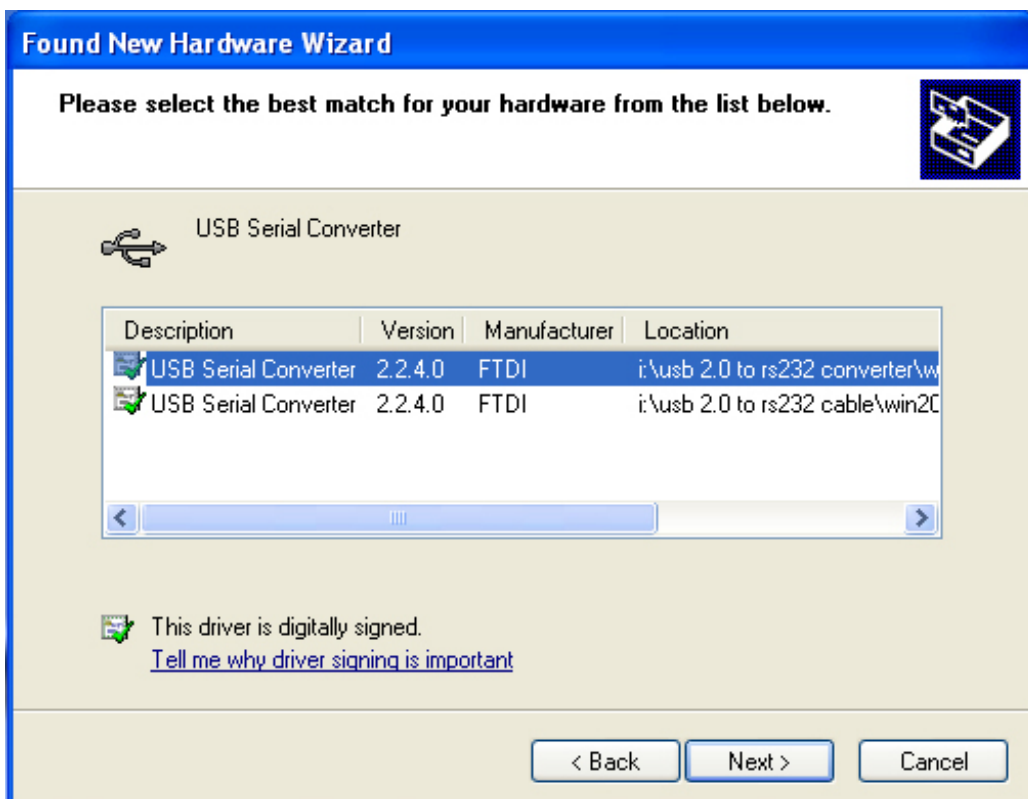 Found New Hardware Wizard
Please select the best match for your hardware from the list below.
USB Serial Converter
Description Version Manufacturer Location
USB Serial Converter 2.2.4.0 FTDI i:\usb 2.0 to rs232 converter\w
USB Serial Converter 2.2.4.0 FTDI i:\usb 2.0 to rs232 cable\win20
This driver is digitally signed.
Tell me why driver signing is important
< Back Next > Cancel